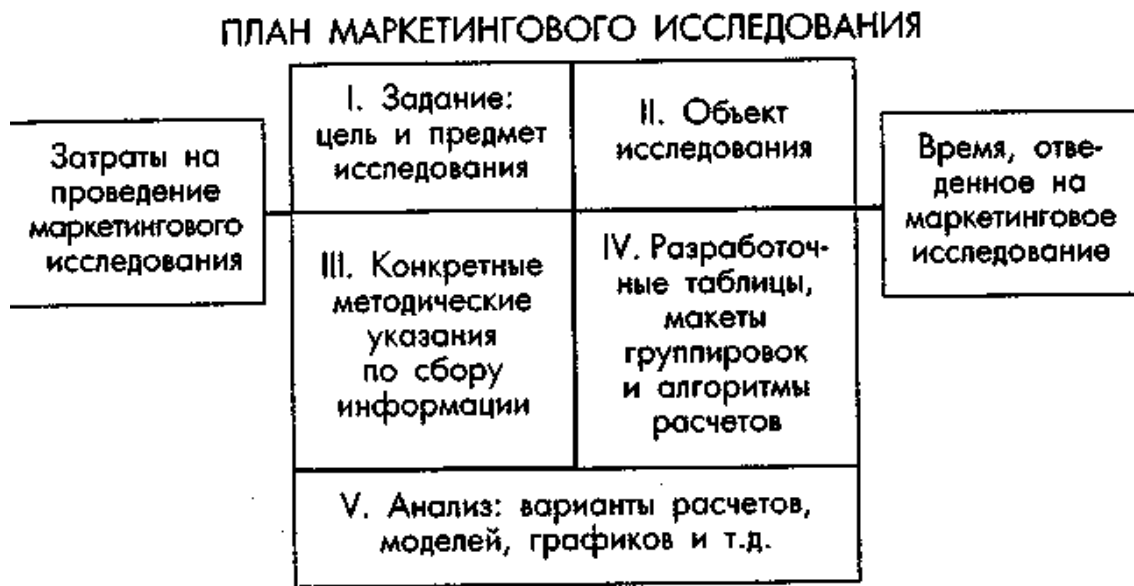 ПЛАН МАРКЕТИНГОВОГО ИССЛЕДОВАНИЯ
Затраты на
проведение
маркетингового
исследования
I. Задание:
цель и предмет
исследования
II. Объект
исследования
Время, отве-
денное на
маркетинговое
исследование
III. Конкретные
методические
указания
по сбору
информации
IV. Разработоч-
ные таблицы,
макеты
группировок
и алгоритмы
расчетов
V. Анализ: варианты расчетов,
моделей, графиков и т.д.